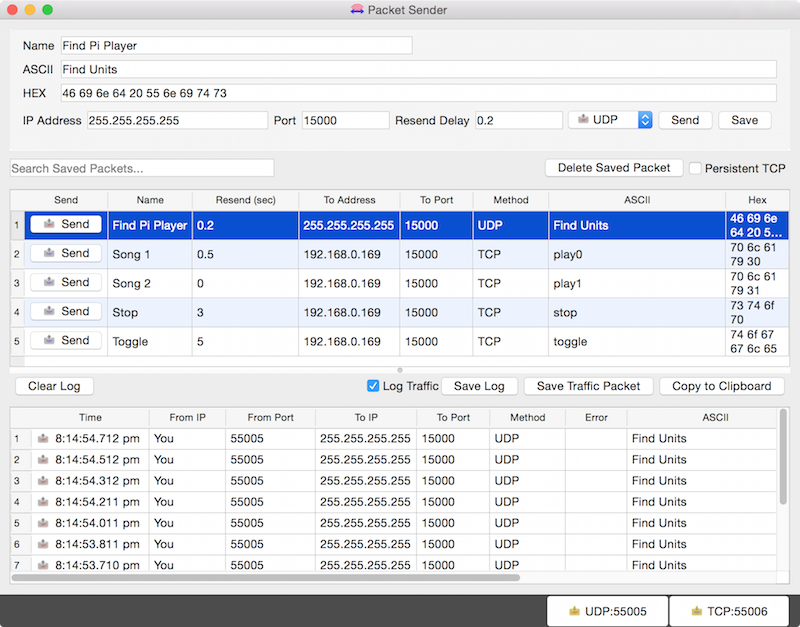 Packet Sender
Name Find Pi Player
ASCII Find Units
HEX 46 69 6e 64 20 55 6e 69 74 73
IP Address 255.255.255.255 Port 15000 Resend Delay 0.2 UDP Send Save
Search Saved Packets... Delete Saved Packet Persistent TCP
Send Name Resend (sec) To Address To Port Method ASCII Hex
1 Send Find Pi Player 0.2 255.255.255.255 15000 UDP Find Units 46 69 6e
64 20 5...
2 Send Song 1 0.5 192.168.0.169 15000 TCP play0 70 6c 61
79 30
3 Send Song 2 0 192.168.0.169 15000 TCP play1 70 6c 61
79 31
4 Send Stop 3 192.168.0.169 15000 TCP stop 73 74 6f
70
5 Send Toggle 5 192.168.0.169 15000 TCP toggle 74 6f 67
67 6c 65
Clear Log Log Traffic Save Log Save Traffic Packet Copy to Clipboard
Time From IP From Port To IP To Port Method Error ASCII
1 8:14:54.712 pm You 55005 255.255.255.255 15000 UDP Find Units
2 8:14:54.512 pm You 55005 255.255.255.255 15000 UDP Find Units
3 8:14:54.312 pm You 55005 255.255.255.255 15000 UDP Find Units
4 8:14:54.211 pm You 55005 255.255.255.255 15000 UDP Find Units
5 8:14:54.011 pm You 55005 255.255.255.255 15000 UDP Find Units
6 8:14:53.811 pm You 55005 255.255.255.255 15000 UDP Find Units
7 8:14:53.710 pm You 55005 255.255.255.255 15000 UDP Find Units
UDP:55005 TCP:55006